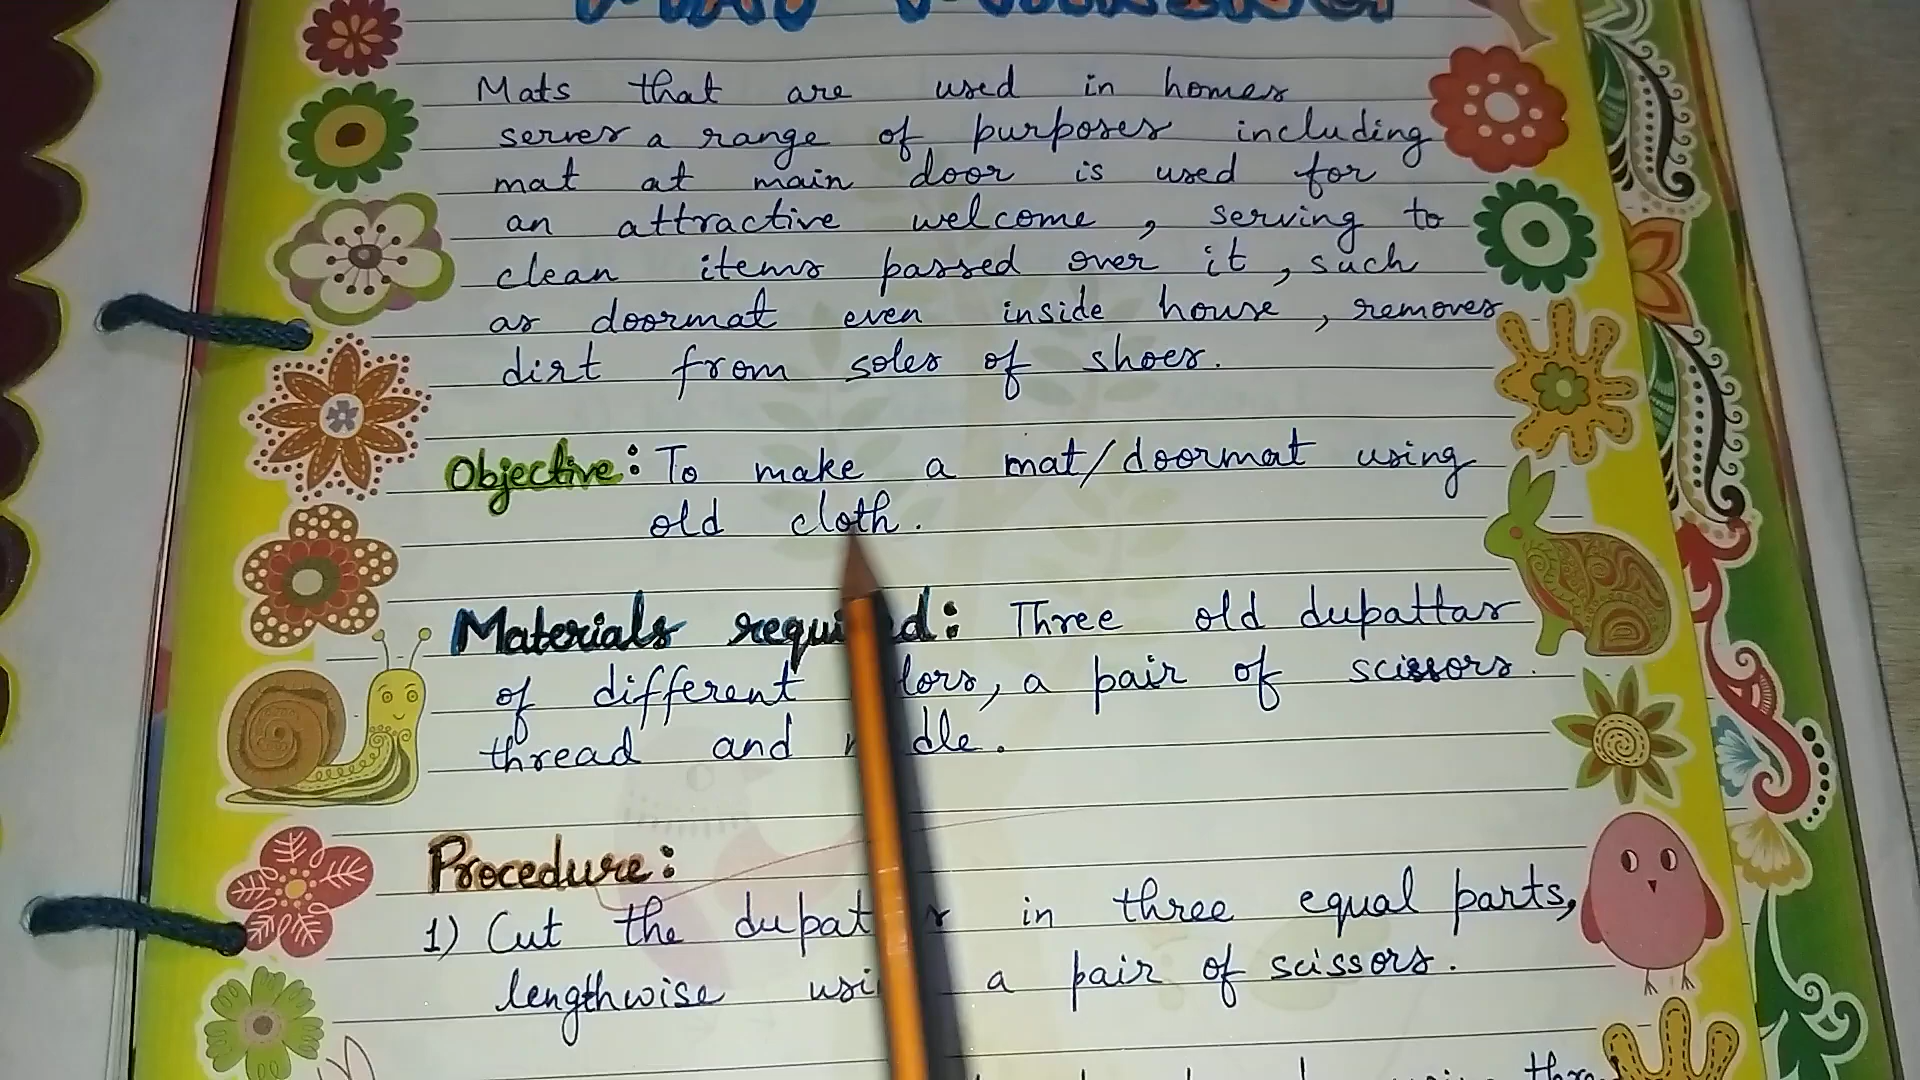 MAT MAKING
Mats that are used in homes
serves a range of purposes including
mat at main door is used for
an attractive welcome, serving to
clean items passed over it, such
as doormat even inside house, removes
dirt from soles of shoes.
Objective: To make a mat/doormat using
old cloth.
Materials required: Three old dupattas
of different colors, a pair of scissors.
thread and needle.
Procedure:
1) Cut the dupattas in three equal parts,
lengthwise using a pair of scissors.